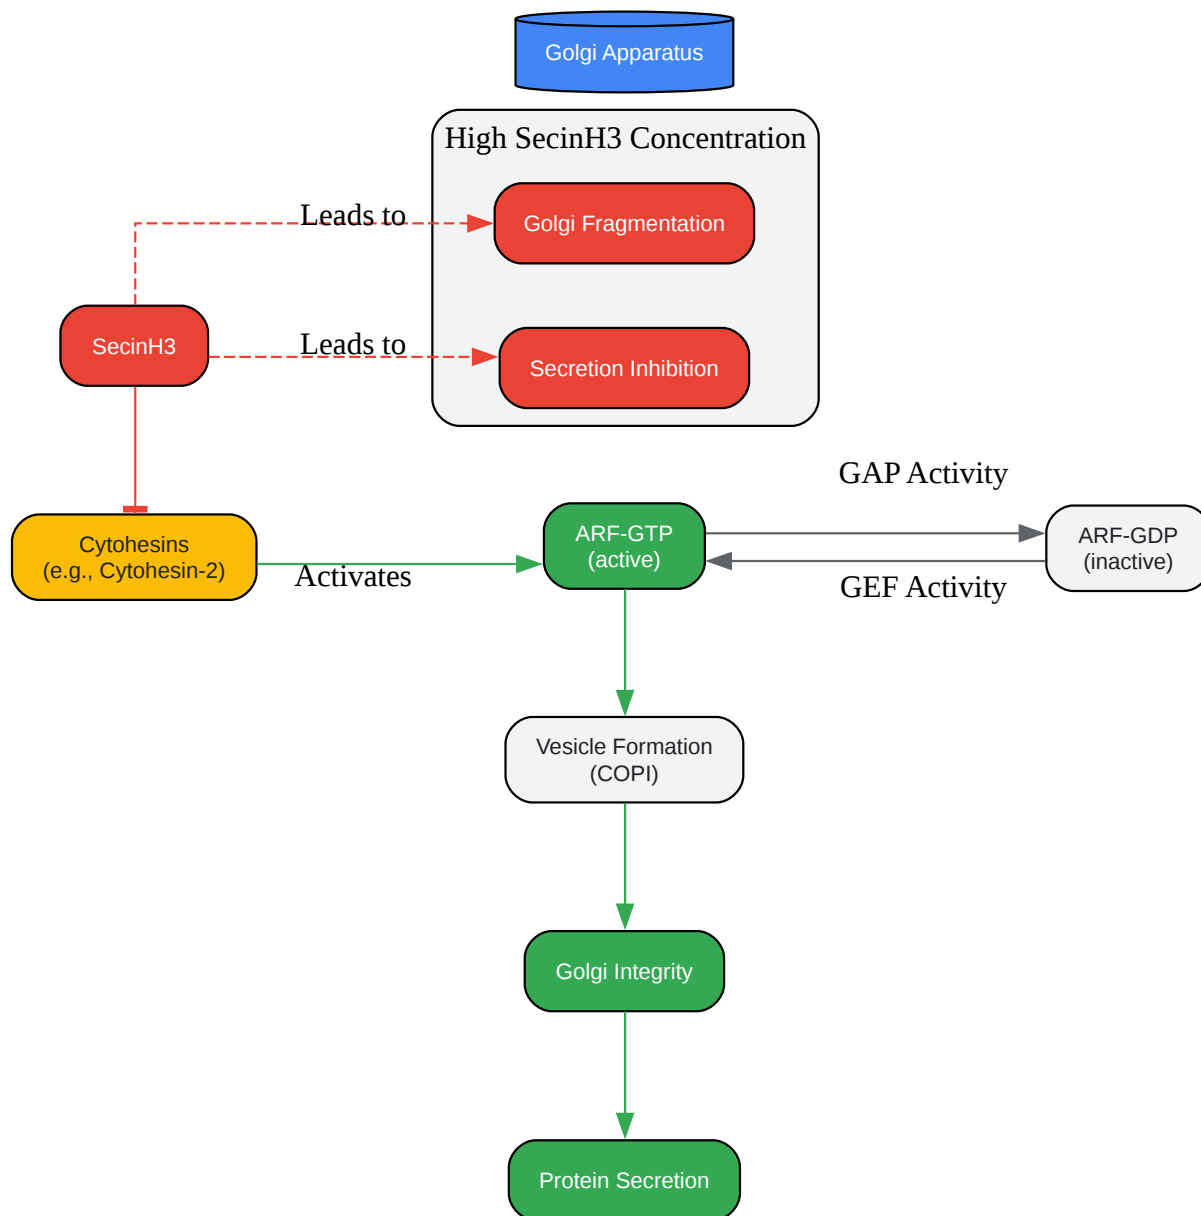 Golgi Apparatus
High SecinH3 Concentration
Leads to
Golgi Fragmentation
SecinH3
Leads to
Secretion Inhibition
GAP Activity
Cytohesins
(e.g., Cytohesin-2)
Activates
ARF-GTP
(active)
ARF-GDP
(inactive)
GEF Activity
Vesicle Formation
(COPI)
Golgi Integrity
Protein Secretion